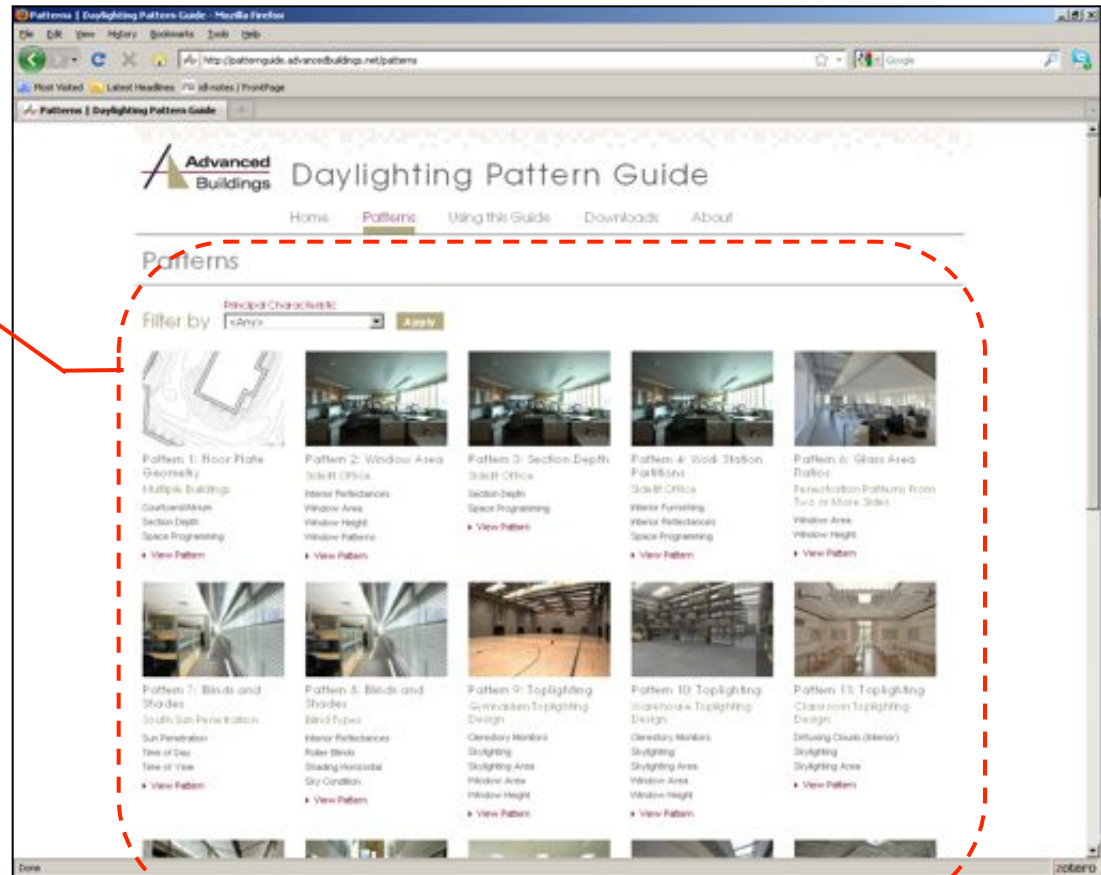 Patterns | Daylighting Pattern Guide - Mozilla Firefox
File Edit View History Bookmarks Tools Help
http://patternguide.advancedbuildings.net/patterns
Google
Most Visited Latest Headlines idl-notes / FrontPage
Patterns | Daylighting Pattern Guide
Advanced Buildings
Daylighting Pattern Guide
Home Patterns Using this Guide Downloads About
Patterns
Principal Characteristic
Filter by <Any> Apply
Pattern 1: Floor Plate Geometry
Multiple Buildings
Courtyard/Atrium
Section Depth
Space Programming
View Pattern
Pattern 2: Window Area
Sidelit Office
Interior Reflectances
Window Area
Window Height
Window Patterns
View Pattern
Pattern 3: Section Depth
Sidelit Office
Section Depth
Space Programming
View Pattern
Pattern 4: Work Station Partitions
Sidelit Office
Interior Furnishing
Interior Reflectances
Space Programming
View Pattern
Pattern 6: Glass Area Ratios
Penestration Patterns From Two or More Sides
Window Area
Window Height
View Pattern
Pattern 7: Blinds and Shades
South Sun Penetration
Sun Penetration
Time of Day
Time of Year
View Pattern
Pattern 8: Blinds and Shades
Blind Types
Interior Reflectances
Roller Blinds
Shading Horizontal
Sky Condition
View Pattern
Pattern 9: Toplighting
Gymnasium Toplighting Design
Clerestory Monitors
Skylighting
Skylighting Area
Window Area
Window Height
View Pattern
Pattern 10: Toplighting
Warehouse Toplighting Design
Clerestory Monitors
Skylighting
Skylighting Area
Window Area
Window Height
View Pattern
Pattern 11: Toplighting
Classroom Toplighting Design
Diffusing Clouds (Interior)
Skylighting
Skylighting Area
View Pattern
Done
zotero